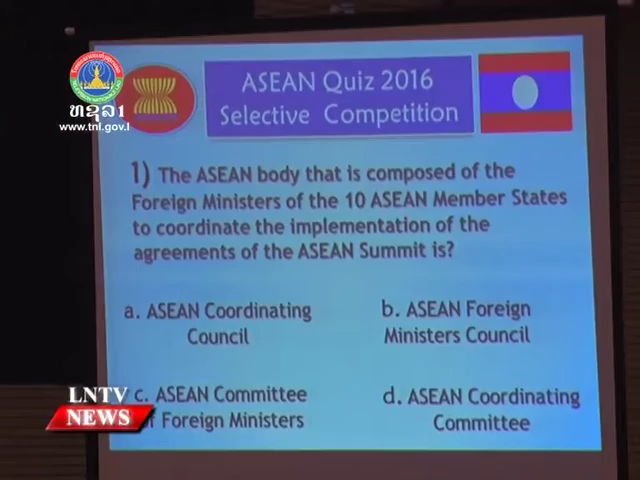 ASEAN Quiz 2016
Selective Competition
ທຊລ1
www.tnl.gov.l
1) The ASEAN body that is composed of the
Foreign Ministers of the 10 ASEAN Member States
to coordinate the implementation of the
agreements of the ASEAN Summit is?
a. ASEAN Coordinating
Council
b. ASEAN Foreign
Ministers Council
c. ASEAN Committee
of Foreign Ministers
d. ASEAN Coordinating
Committee
LNTV
NEWS